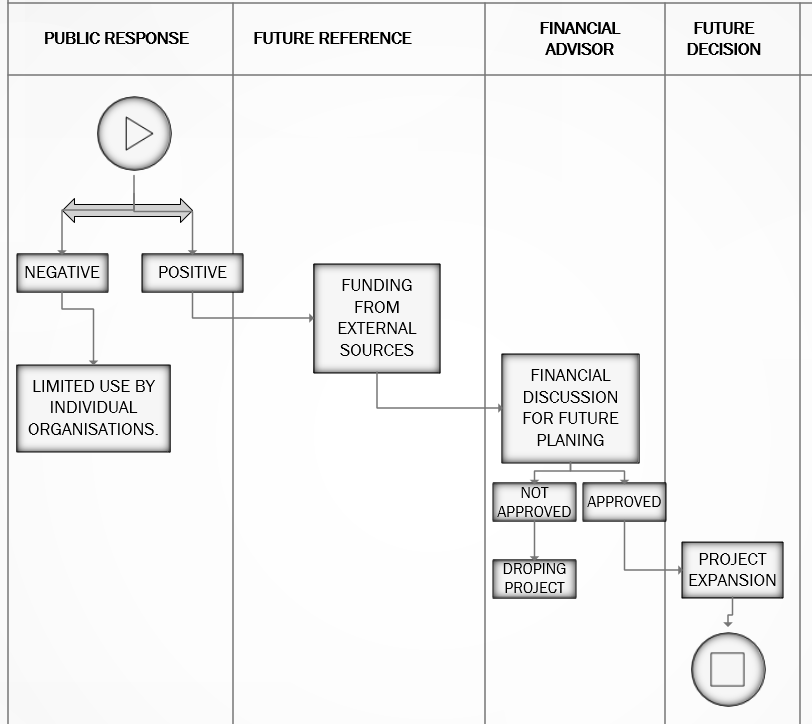 PUBLIC RESPONSE
FUTURE REFERENCE
FINANCIAL
ADVISOR
FUTURE
DECISION
NEGATIVE
POSITIVE
LIMITED USE BY
INDIVIDUAL
ORGANISATIONS.
FUNDING
FROM
EXTERNAL
SOURCES
FINANCIAL
DISCUSSION
FOR FUTURE
PLANING
NOT
APPROVED
APPROVED
DROPING
PROJECT
PROJECT
EXPANSION